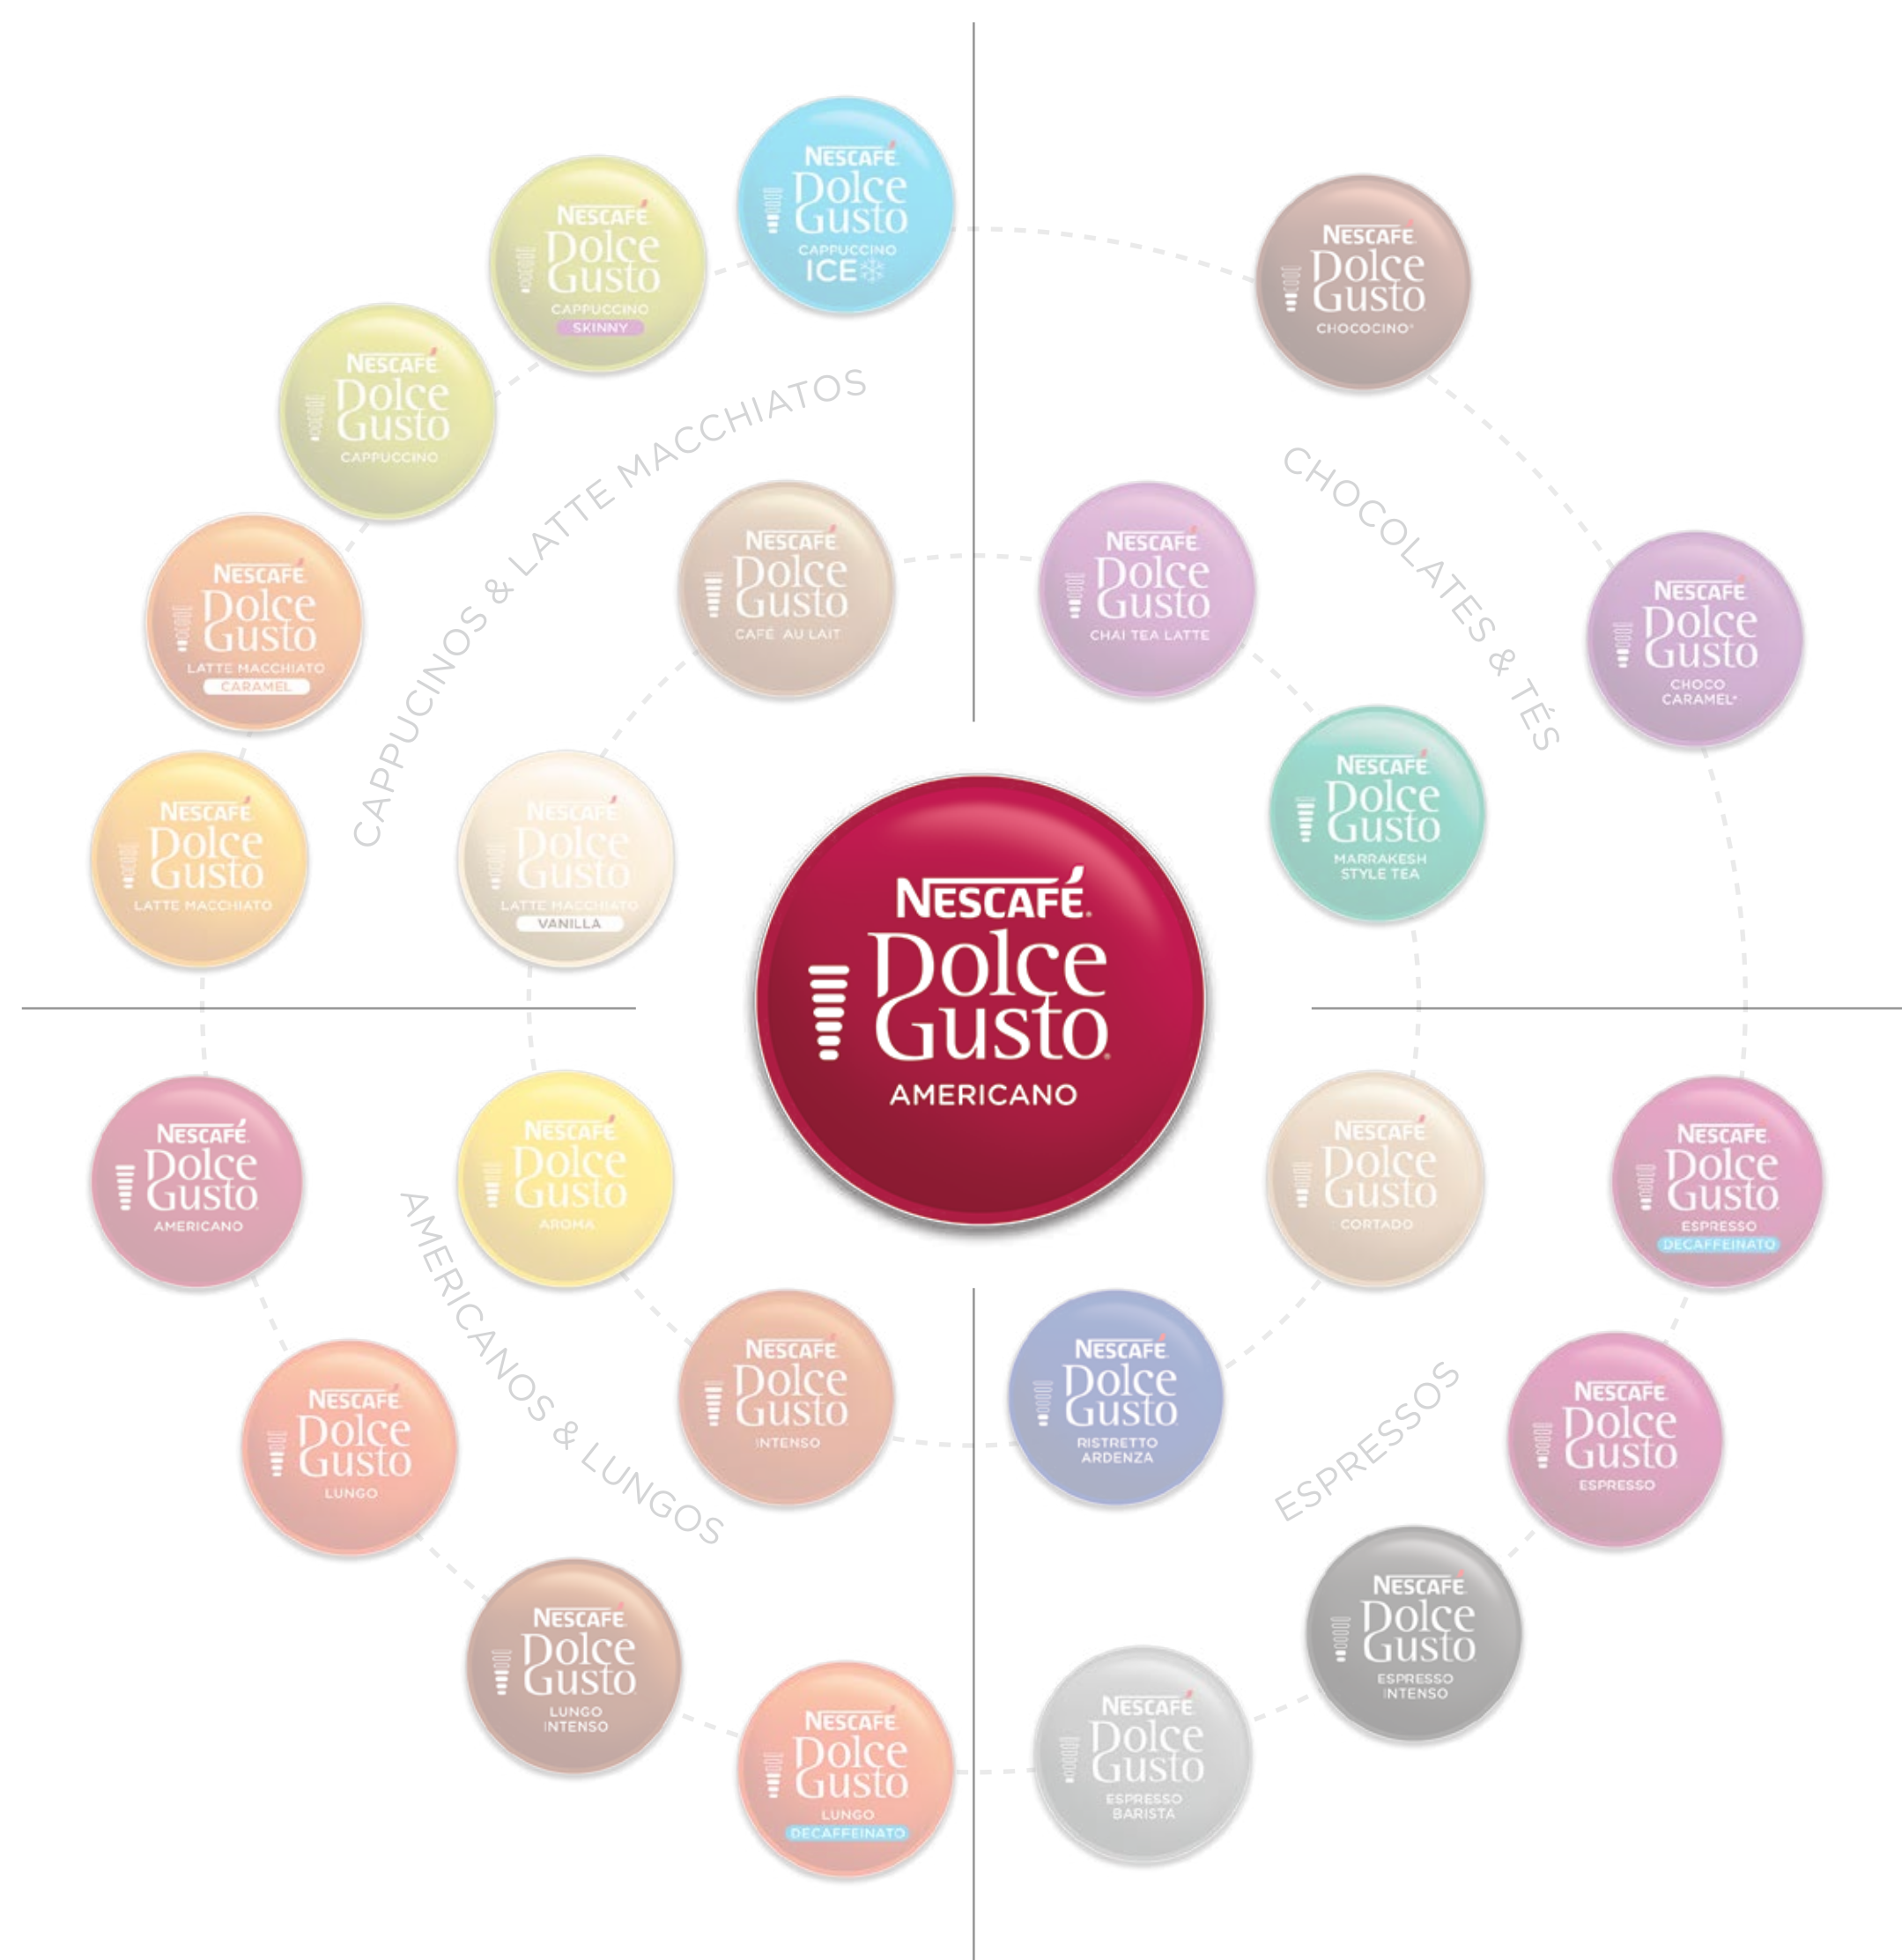 NESCAFÉ
Dolce
Gusto
CAPPUCCINO
ICE
NESCAFÉ
Dolce
Gusto
CAPPUCCINO
SKINNY
NESCAFÉ
Dolce
Gusto
CAPPUCCINO
NESCAFÉ
Dolce
Gusto
LATTE MACCHIATO
CARAMEL
NESCAFÉ
Dolce
Gusto
LATTE MACCHIATO
CAPPUCINOS & LATTE MACCHIATOS
NESCAFÉ
Dolce
Gusto
CAFÉ AU LAIT
NESCAFÉ
Dolce
Gusto
LATTE MACCHIATO
VANILLA
NESCAFÉ
Dolce
Gusto
CHOCOCINO*
NESCAFÉ
Dolce
Gusto
CHOCO
CARAMEL*
CHOCOLATES & TÉS
NESCAFÉ
Dolce
Gusto
CHAI TEA LATTE
NESCAFÉ
Dolce
Gusto
MARRAKESH
STYLE TEA
NESCAFÉ®
Dolce
Gusto®
AMERICANO
NESCAFÉ
Dolce
Gusto
AMERICANO
NESCAFÉ
Dolce
Gusto
AROMA
NESCAFÉ
Dolce
Gusto
INTENSO
AMERICANOS & LUNGOS
NESCAFÉ
Dolce
Gusto
LUNGO
NESCAFÉ
Dolce
Gusto
LUNGO
INTENSO
NESCAFÉ
Dolce
Gusto
LUNGO
DECAFFEINATO
NESCAFÉ
Dolce
Gusto
CORTADO
NESCAFÉ
Dolce
Gusto
ESPRESSO
DECAFFEINATO
NESCAFÉ
Dolce
Gusto
RISTRETTO
ARDENZA
ESPRESSOS
NESCAFÉ
Dolce
Gusto
ESPRESSO
NESCAFÉ
Dolce
Gusto
ESPRESSO
INTENSO
NESCAFÉ
Dolce
Gusto
ESPRESSO
BARISTA